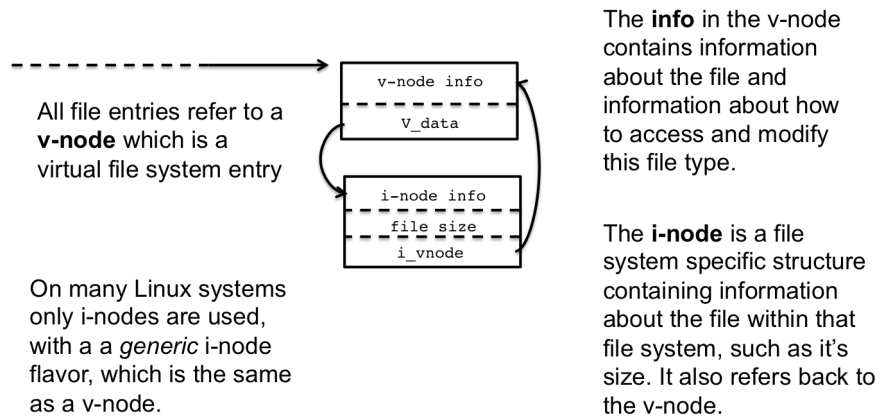 All file entries refer to a
v-node which is a
virtual file system entry
On many Linux systems
only i-nodes are used,
with a a generic i-node
flavor, which is the same
as a v-node.
v-node info
V_data
i-node info
file size
i_vnode
The info in the v-node
contains information
about the file and
information about how
to access and modify
this file type.
The i-node is a file
system specific structure
containing information
about the file within that
file system, such as it's
size. It also refers back to
the v-node.